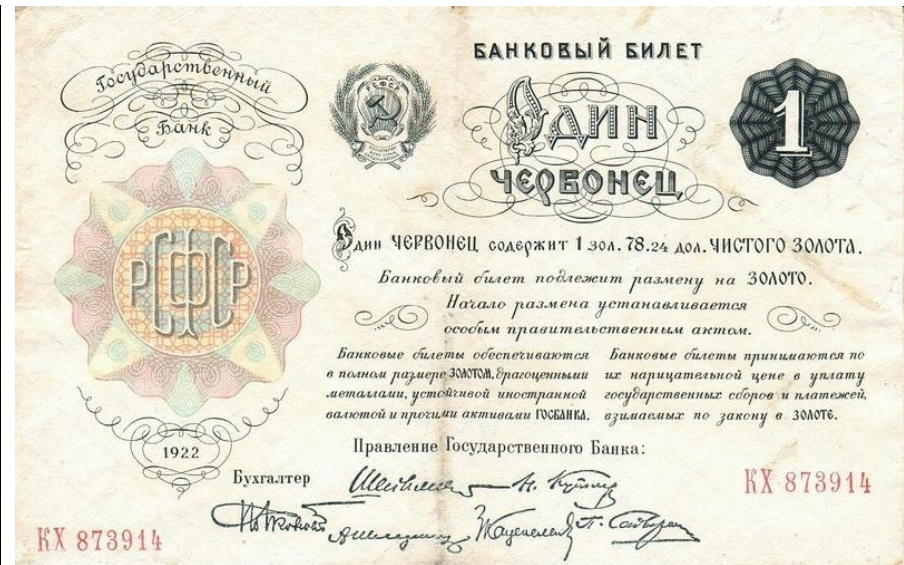 Государственный
Банк
БАНКОВЫЙ БИЛЕТ
ОДИН
ЧЕРВОНЕЦ
1
РСФСР
РСФСР
Один ЧЕРВОНЕЦ содержит 1 зол. 78.24 дол. ЧИСТОГО ЗОЛОТА.
Банковый билет подлежит размену на ЗОЛОТО.
Начало размена устанавливается
особым правительственным актом.
Банковые билеты обеспечиваются
в полном размере ЗОЛОТОМ, драгоценными
металлами, устойчивой иностранной
валютой и прочими активами ГОСБАНКА.
Банковые билеты принимаются по
их нарицательной цене в уплату
государственных сборов и платежей,
взимаемых по закону в ЗОЛОТЕ.
1922
Правление Государственного Банка:
Бухгалтер
КХ 873914
КХ 873914